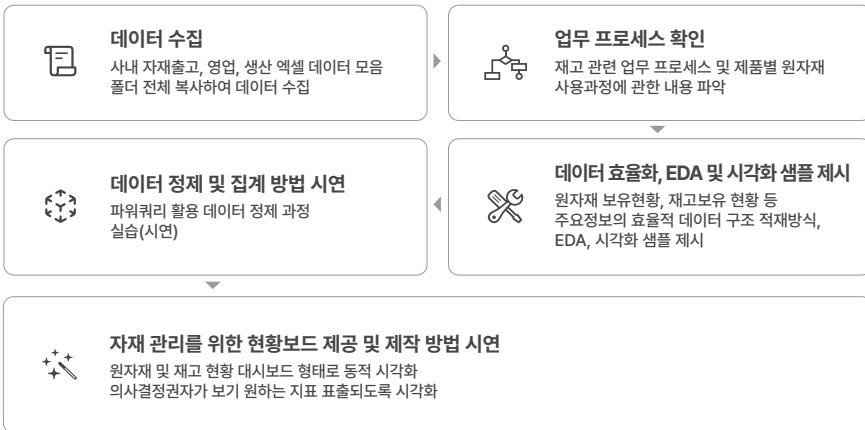 데이터 수집
사내 자재출고, 영업, 생산 엑셀 데이터 모음
폴더 전체 복사하여 데이터 수집
업무 프로세스 확인
재고 관련 업무 프로세스 및 제품별 원자재
사용과정에 관한 내용 파악
데이터 효율화, EDA 및 시각화 샘플 제시
원자재 보유현황, 재고보유 현황 등
주요정보의 효율적 데이터 구조 적재방식,
EDA, 시각화 샘플 제시
데이터 정제 및 집계 방법 시연
파워쿼리 활용 데이터 정제 과정
실습(시연)
자재 관리를 위한 현황보드 제공 및 제작 방법 시연
원자재 및 재고 현황 대시보드 형태로 동적 시각화
의사결정권자가 보기 원하는 지표 표출되도록 시각화